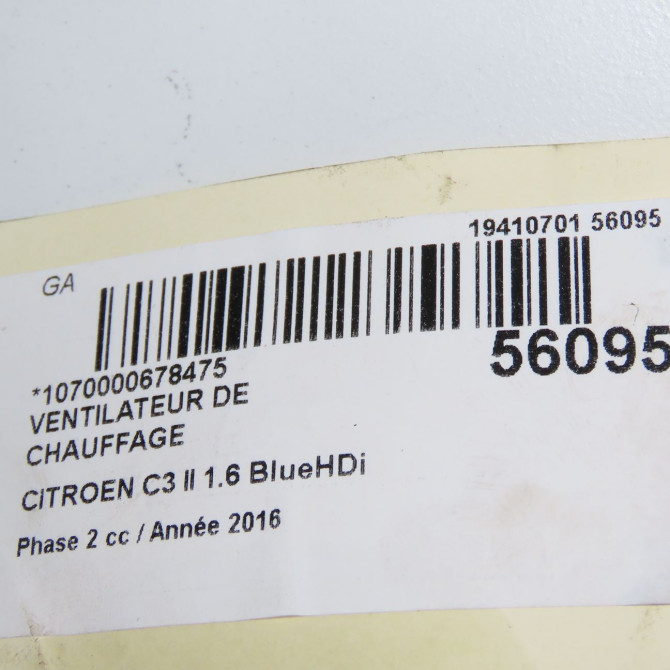 19410701 56095
GA
56095
*1070000678475
VENTILATEUR DE
CHAUFFAGE
CITROEN C3 II 1.6 BlueHDi
Phase 2 cc / Année 2016